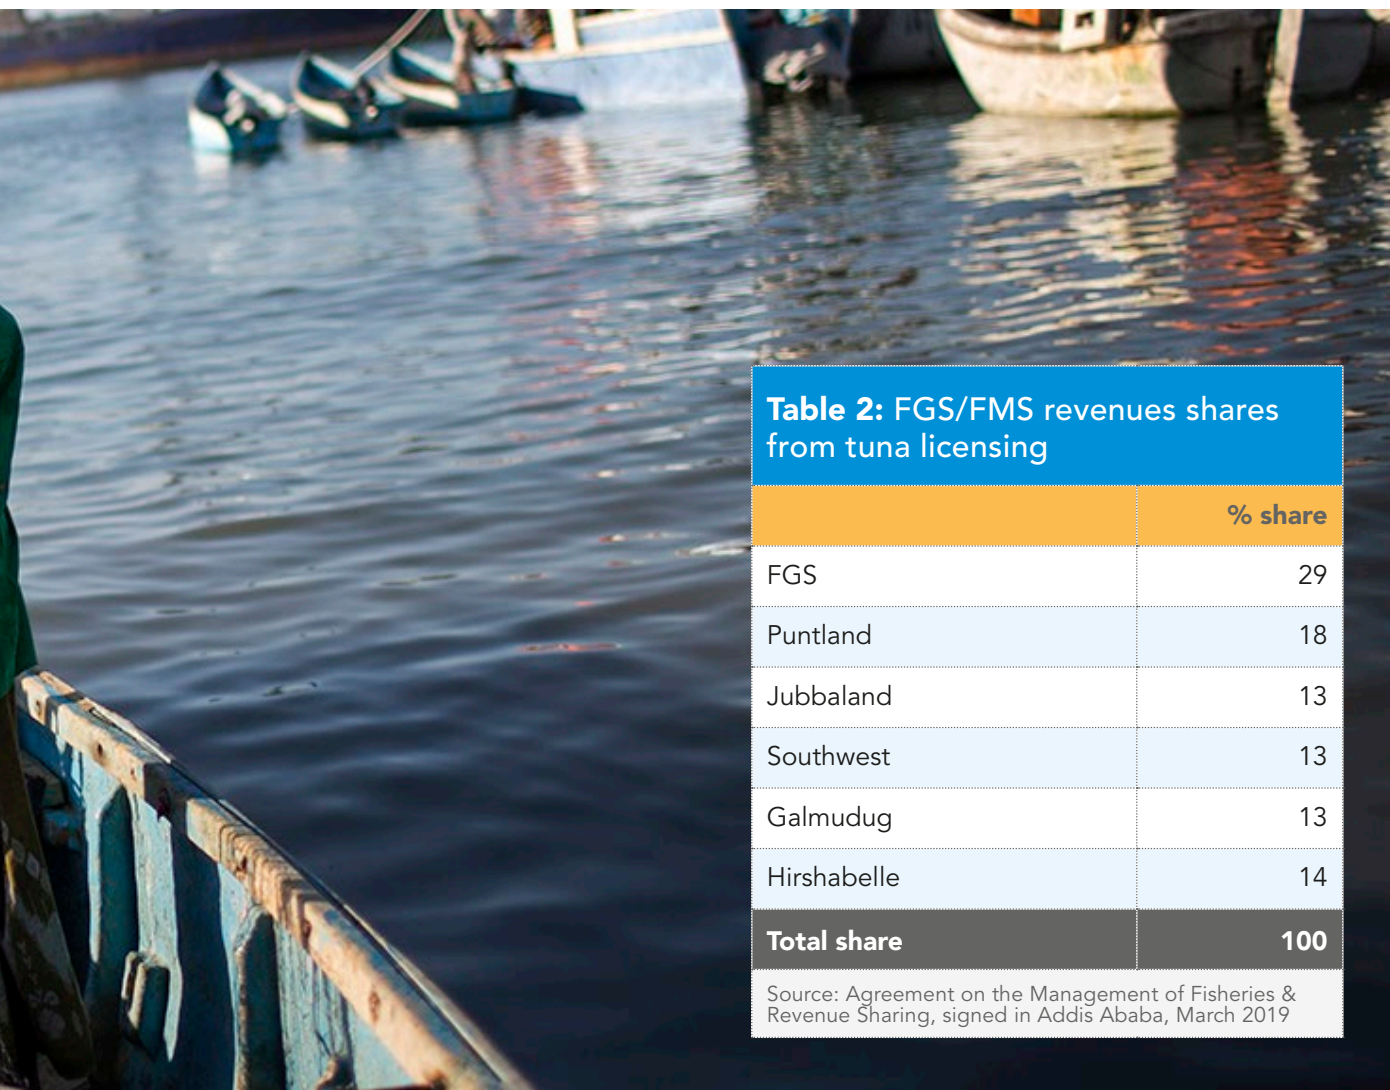 Table 2: FGS/FMS revenues shares
from tuna licensing
% share
FGS 29
Puntland 18
Jubbaland 13
Southwest 13
Galmudug 13
Hirshabelle 14
Total share 100
Source: Agreement on the Management of Fisheries &
Revenue Sharing, signed in Addis Ababa, March 2019